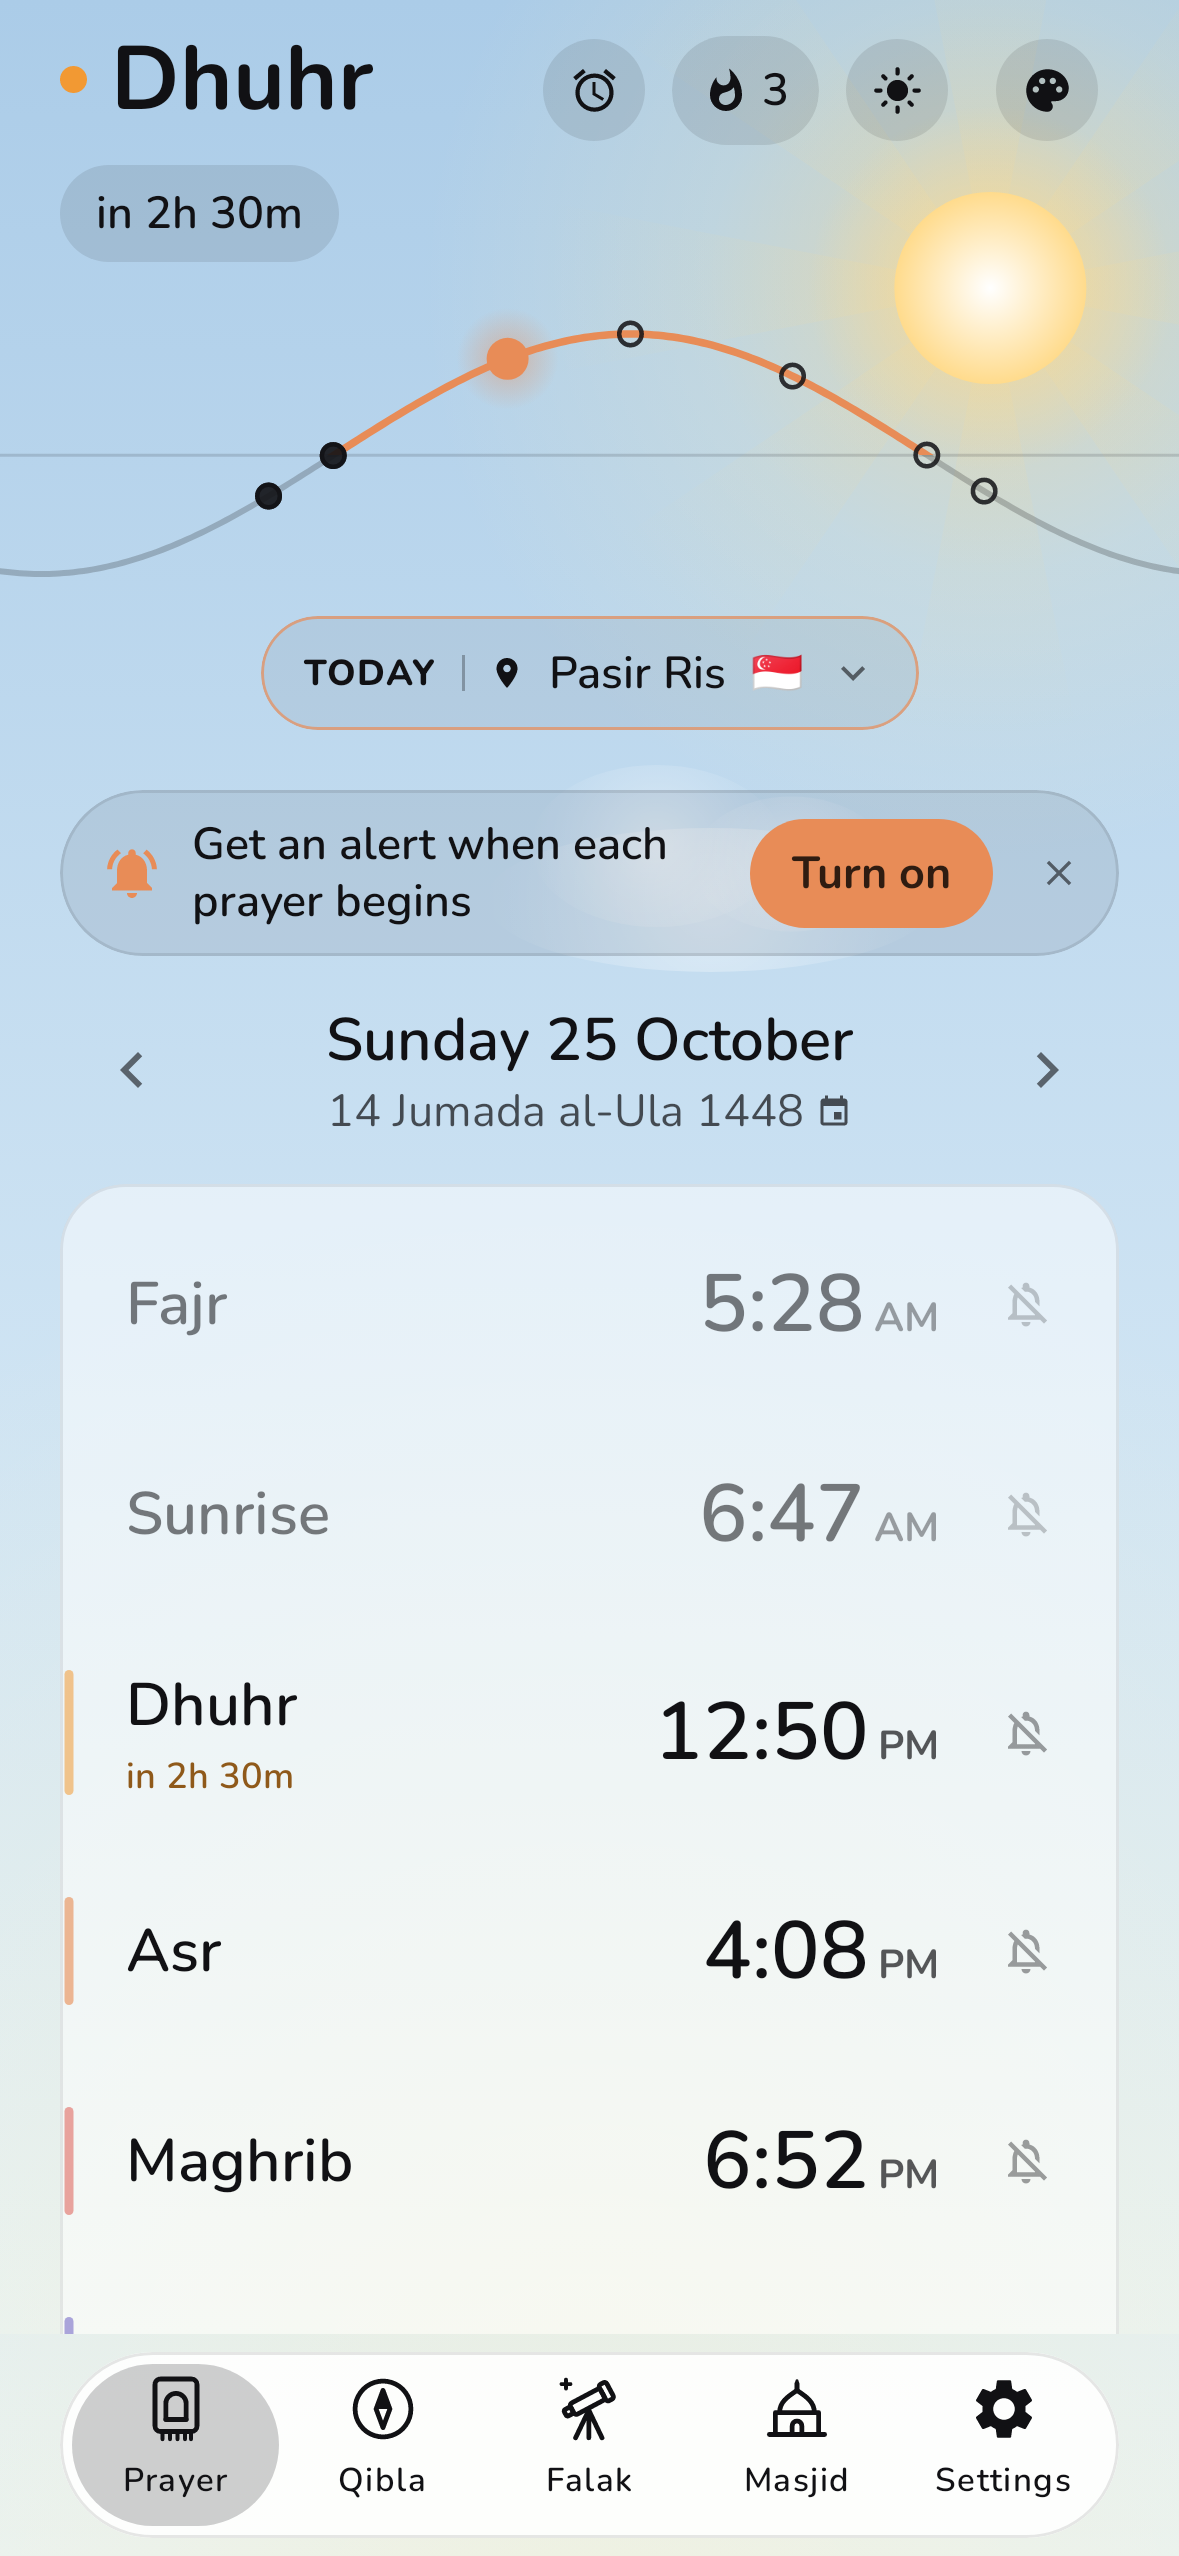 Dhuhr
3
in 2h 30m
TODAY | Pasir Ris 🇸🇬
Get an alert when each
prayer begins
Turn on
Sunday 25 October
14 Jumada al-Ula 1448
Fajr 5:28 AM
Sunrise 6:47 AM
Dhuhr 12:50 PM
in 2h 30m
Asr 4:08 PM
Maghrib 6:52 PM
Prayer Qibla Falak Masjid Settings